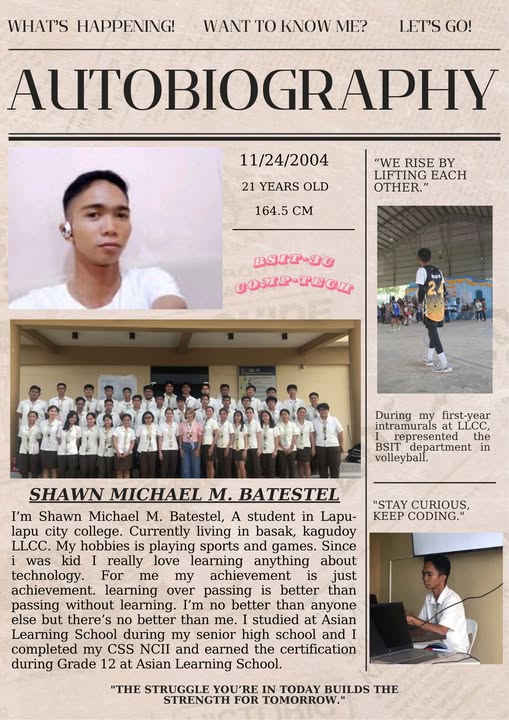 WHAT'S HAPPENING! WANT TO KNOW ME? LET'S GO!
AUTOBIOGRAPHY
11/24/2004
21 YEARS OLD
164.5 CM
BSIT-3C
COMP-TECH
"WE RISE BY
LIFTING EACH
OTHER."
During my first-year
intramurals at LLCC,
I represented the
BSIT department in
volleyball.
"STAY CURIOUS,
KEEP CODING."
SHAWN MICHAEL M. BATESTEL
I'm Shawn Michael M. Batestel, A student in Lapu-
lapu city college. Currently living in basak, kagudoy
LLCC. My hobbies is playing sports and games. Since
i was kid I really love learning anything about
technology. For me my achievement is just
achievement. learning over passing is better than
passing without learning. I'm no better than anyone
else but there's no better than me. I studied at Asian
Learning School during my senior high school and I
completed my CSS NCII and earned the certification
during Grade 12 at Asian Learning School.
"THE STRUGGLE YOU'RE IN TODAY BUILDS THE
STRENGTH FOR TOMORROW."